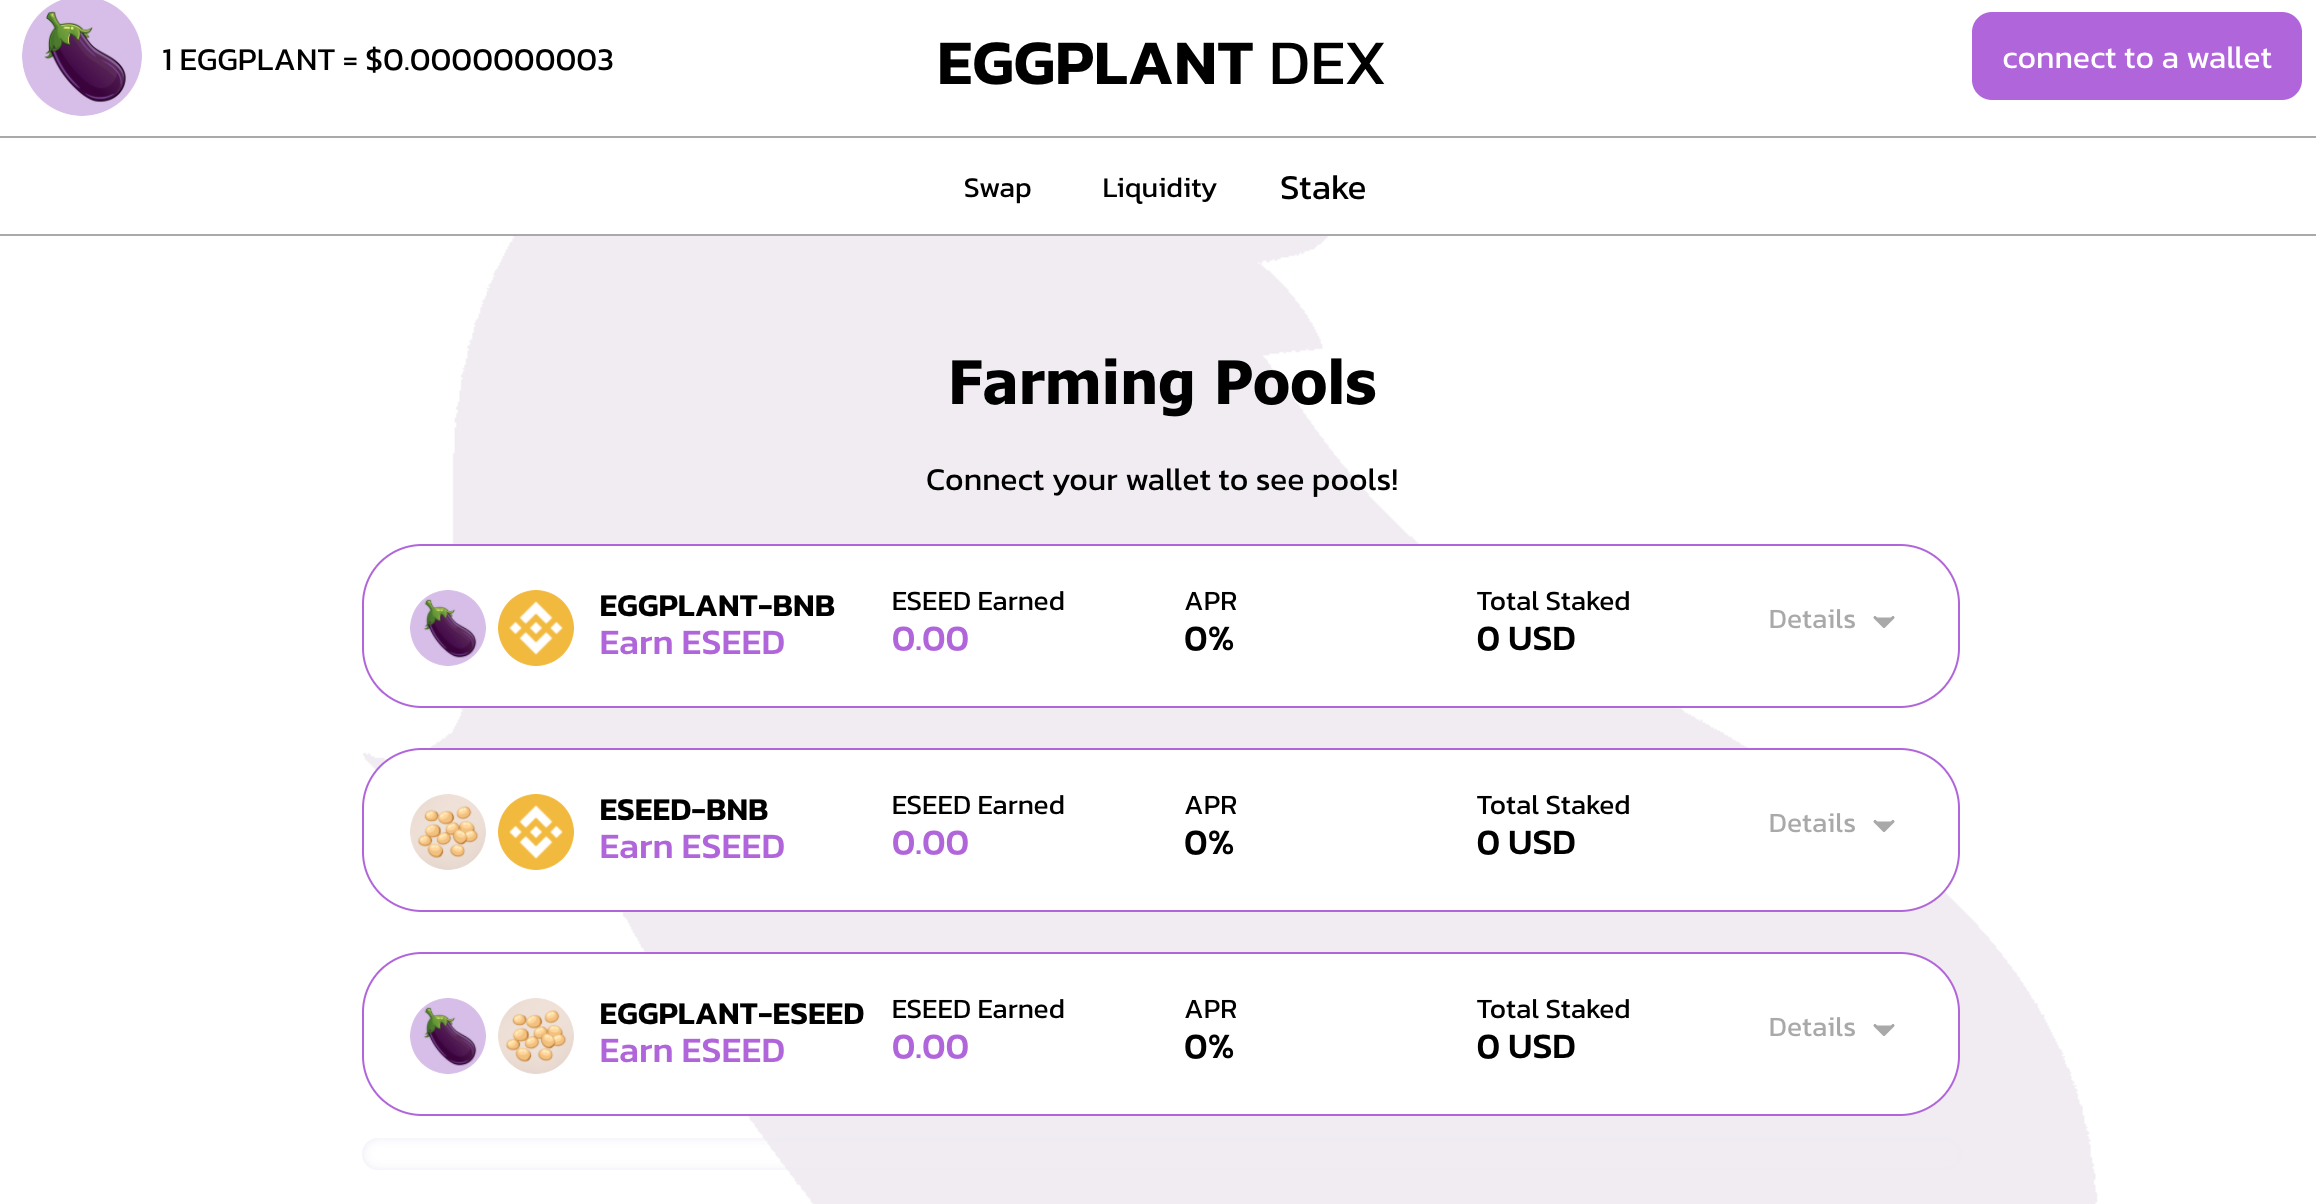 1 EGGPLANT = $0.0000000003
EGGPLANT DEX
connect to a wallet
Swap
Liquidity
Stake
Farming Pools
Connect your wallet to see pools!
EGGPLANT-BNB
Earn ESEED
ESEED Earned
0.00
APR
0%
Total Staked
0 USD
Details
ESEED-BNB
Earn ESEED
ESEED Earned
0.00
APR
0%
Total Staked
0 USD
Details
EGGPLANT-ESEED
Earn ESEED
ESEED Earned
0.00
APR
0%
Total Staked
0 USD
Details